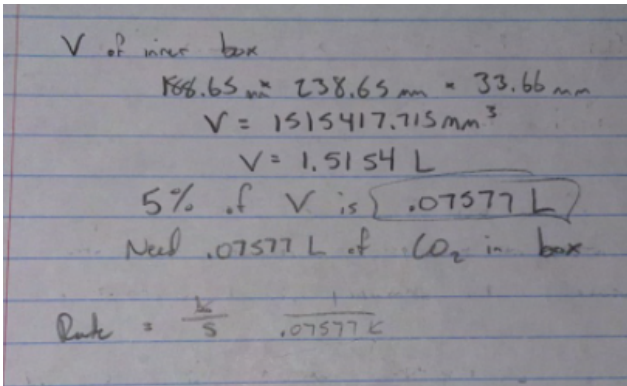 V of inner box
188.65 mm × 238.65 mm × 33.66 mm
V = 1515417.715 mm³
V = 1.5154 L
5% of V is .07577 L
Need .07577 L of CO₂ in box
Rate = L/S 1/.07577 L